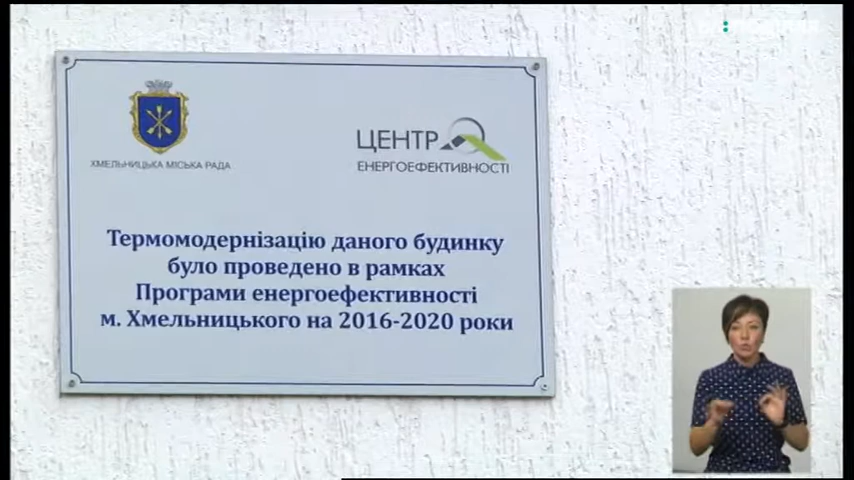 ХМЕЛЬНИЦЬКА МІСЬКА РАДА
ЦЕНТР
ЕНЕРГОЕФЕКТИВНОСТІ
Термомодернізацію даного будинку
було проведено в рамках
Програми енергоефективності
м. Хмельницького на 2016-2020 роки